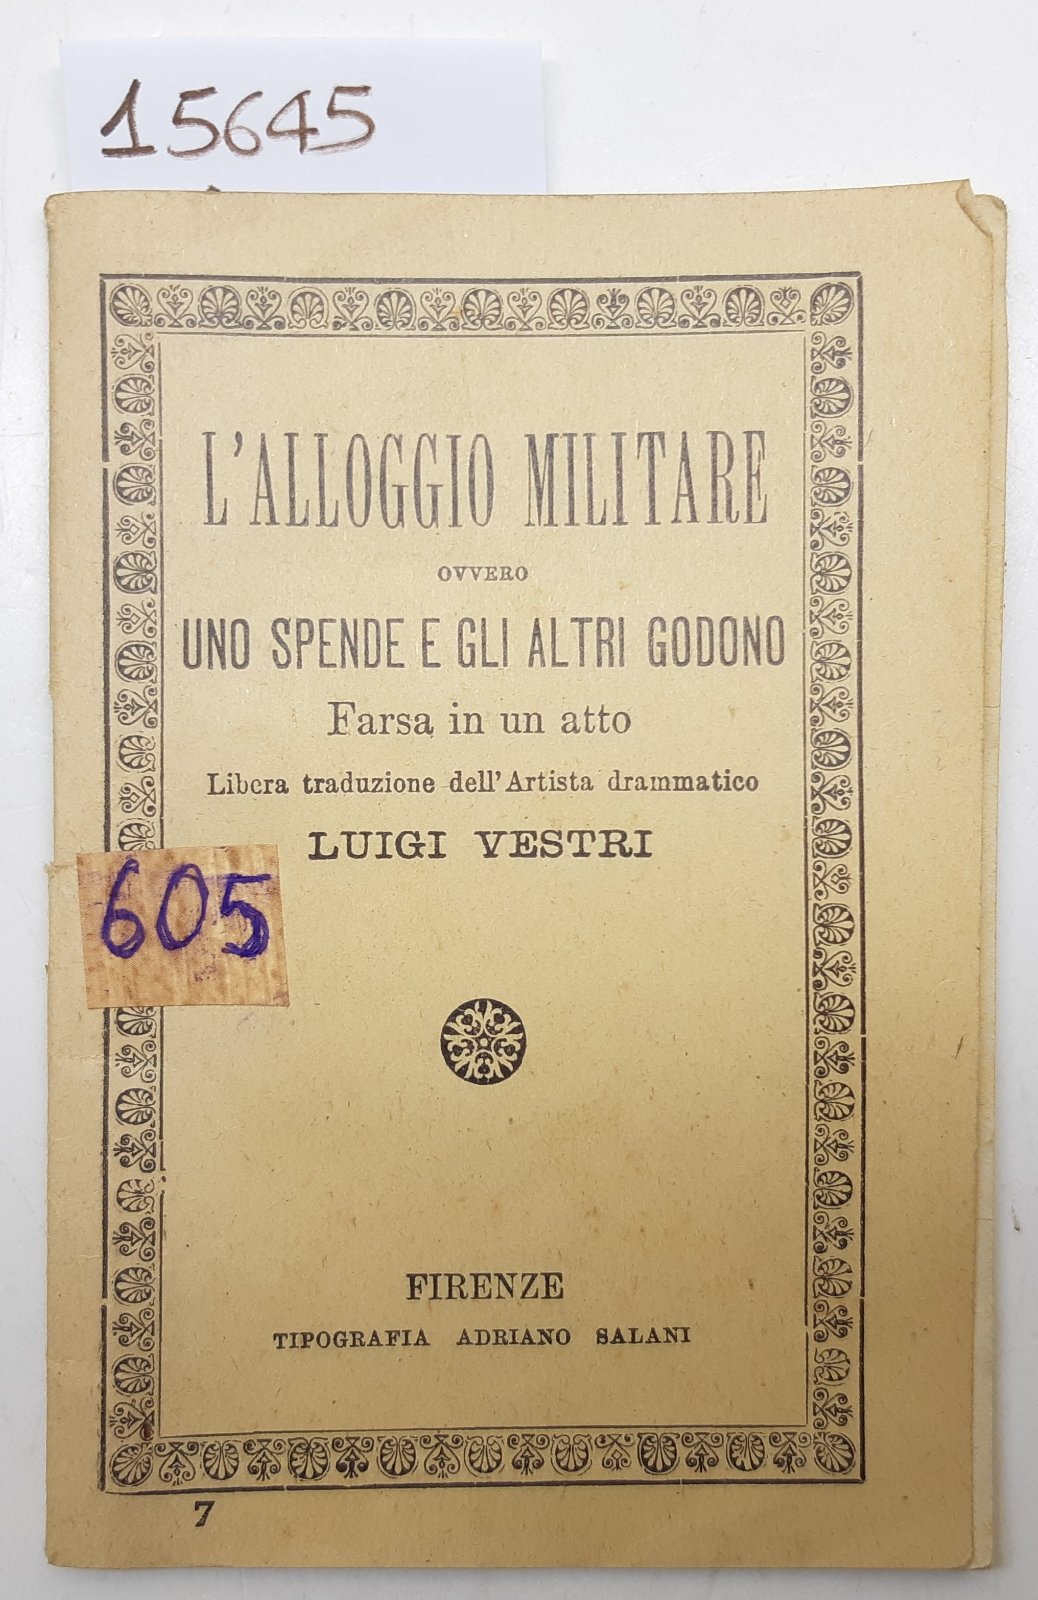 15645
L'ALLOGGIO MILITARE
OVVERO
UNO SPENDE E GLI ALTRI GODONO
Farsa in un atto
Libera traduzione dell'Artista drammatico
LUIGI VESTRI
605
FIRENZE
TIPOGRAFIA ADRIANO SALANI
7